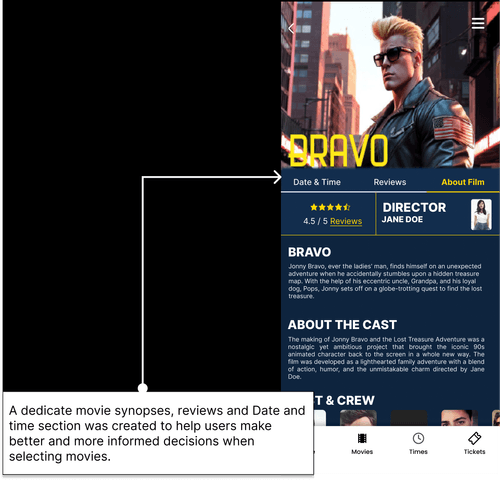 BRAVO
Date & Time
Reviews
About Film
4.5 / 5 Reviews
DIRECTOR
JANE DOE
BRAVO
Jonny Bravo, ever the ladies' man, finds himself on an unexpected
adventure when he accidentally stumbles upon a hidden treasure
map. With the help of his eccentric uncle, Grandpa, and his loyal
dog, Pops, Jonny sets off on a globe-trotting quest to find the lost
treasure.
ABOUT THE CAST
The making of Jonny Bravo and the Lost Treasure Adventure was a
nostalgic yet ambitious project that brought the iconic 90s
animated character back to the screen in a whole new way. The
film was developed as a lighthearted family adventure with a blend
of action, humor, and the unmistakable charm directed by Jane
Doe.
& CREW
A dedicate movie synopses, reviews and Date and
time section was created to help users make
better and more informed decisions when
selecting movies.
Movies
Times
Tickets